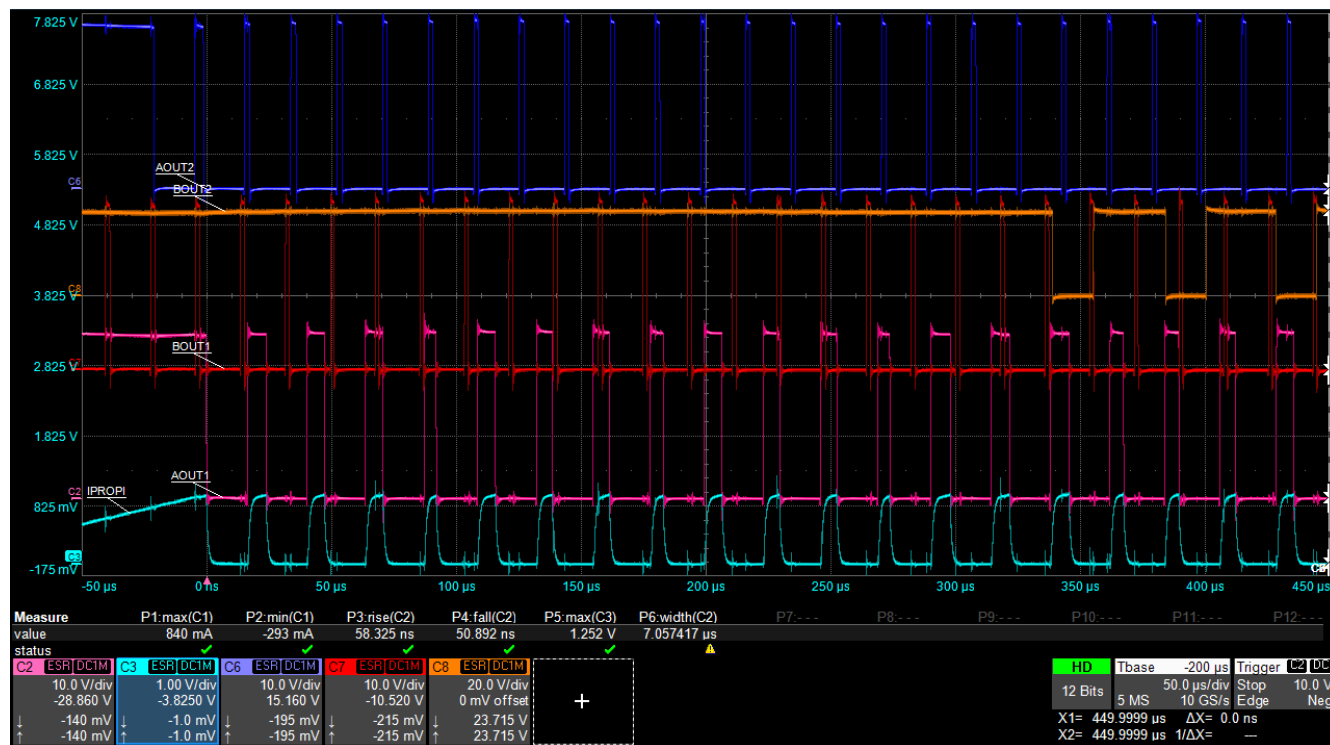 7.825 V
6.825 V
5.825 V
AOUT2
C6
BOUT2
4.825 V
C8
3.825 V
BOUT1
C7
2.825 V
1.825 V
AOUT1
IPROPI
C2
825 mV
C3
-175 mV
-50 µs 0 ns 50 µs 100 µs 150 µs 200 µs 250 µs 300 µs 350 µs 400 µs 450 µs
Measure P1:max(C1) P2:min(C1) P3:rise(C2) P4:fall(C2) P5:max(C3) P6:width(C2) P7:- - - P8:- - - P9:- - - P10:- - - P11:- - - P12:- - -
value 840 mA -293 mA 58.325 ns 50.892 ns 1.252 V 7.057417 µs
status
C2 ESR DC1M C3 ESR DC1M C6 ESR DC1M C7 ESR DC1M C8 ESR DC1M HD Tbase -200 µs Trigger C2 DC
10.0 V/div 1.00 V/div 10.0 V/div 10.0 V/div 20.0 V/div 12 Bits 50.0 µs/div Stop 10.0 V
-28.860 V -3.8250 V 15.160 V -10.520 V 0 mV offset 5 MS 10 GS/s Edge Neg
-140 mV -1.0 mV -195 mV -215 mV 23.715 V X1= 449.9999 µs ΔX= 0.0 ns
-140 mV -1.0 mV -195 mV -215 mV 23.715 V X2= 449.9999 µs 1/ΔX= ---